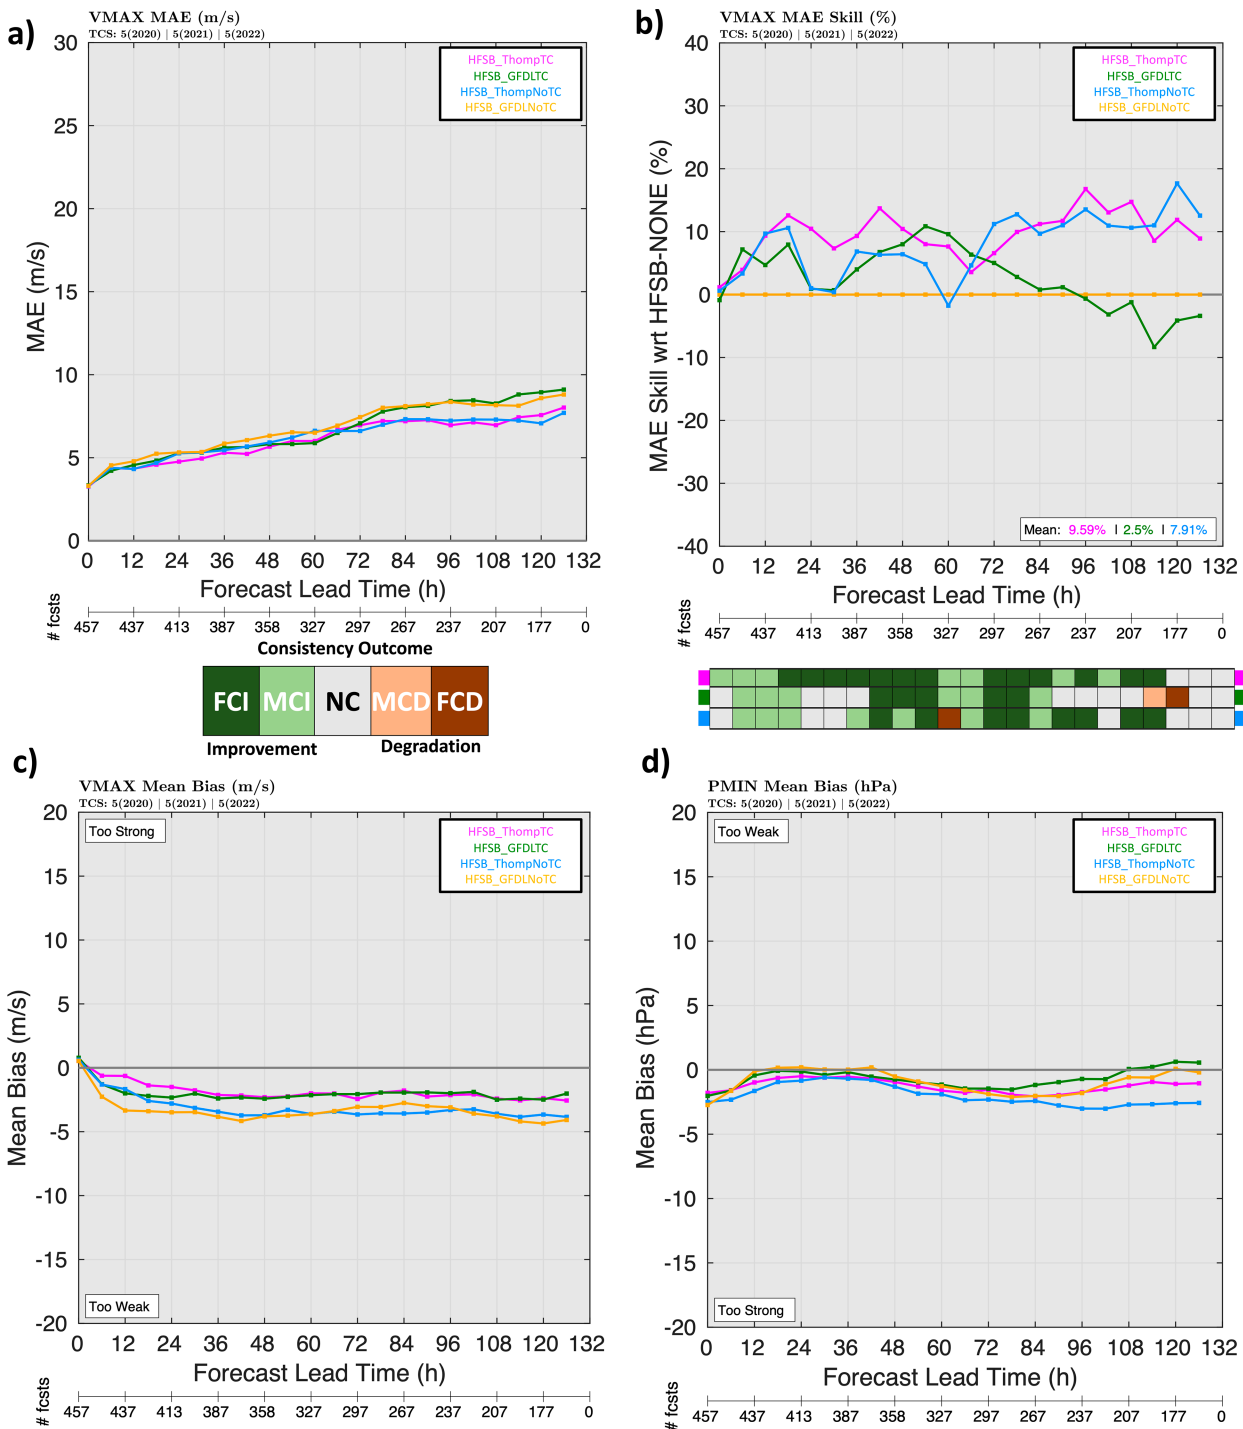 a)
VMAX MAE (m/s)
TCS: 5(2020) | 5(2021) | 5(2022)
HFSB_ThompTC
HFSB_GFDLTC
HFSB_ThompNoTC
HFSB_GFDLNoTC
MAE (m/s)
30
25
20
15
10
5
0
0 12 24 36 48 60 72 84 96 108 120 132
Forecast Lead Time (h)
# fcsts
457 437 413 387 358 327 297 267 237 207 177 0
b)
VMAX MAE Skill (%)
TCS: 5(2020) | 5(2021) | 5(2022)
HFSB_ThompTC
HFSB_GFDLTC
HFSB_ThompNoTC
HFSB_GFDLNoTC
MAE Skill wrt HFSB-NONE (%)
40
30
20
10
0
-10
-20
-30
-40
Mean: 9.59% | 2.5% | 7.91%
0 12 24 36 48 60 72 84 96 108 120 132
Forecast Lead Time (h)
# fcsts
457 437 413 387 358 327 297 267 237 207 177 0
Consistency Outcome
FCI MCI NC MCD FCD
Improvement Degradation
c)
VMAX Mean Bias (m/s)
TCS: 5(2020) | 5(2021) | 5(2022)
Too Strong
HFSB_ThompTC
HFSB_GFDLTC
HFSB_ThompNoTC
HFSB_GFDLNoTC
Mean Bias (m/s)
20
15
10
5
0
-5
-10
-15
-20
Too Weak
0 12 24 36 48 60 72 84 96 108 120 132
Forecast Lead Time (h)
# fcsts
457 437 413 387 358 327 297 267 237 207 177 0
d)
PMIN Mean Bias (hPa)
TCS: 5(2020) | 5(2021) | 5(2022)
Too Weak
HFSB_ThompTC
HFSB_GFDLTC
HFSB_ThompNoTC
HFSB_GFDLNoTC
Mean Bias (hPa)
20
15
10
5
0
-5
-10
-15
-20
Too Strong
0 12 24 36 48 60 72 84 96 108 120 132
Forecast Lead Time (h)
# fcsts
457 437 413 387 358 327 297 267 237 207 177 0